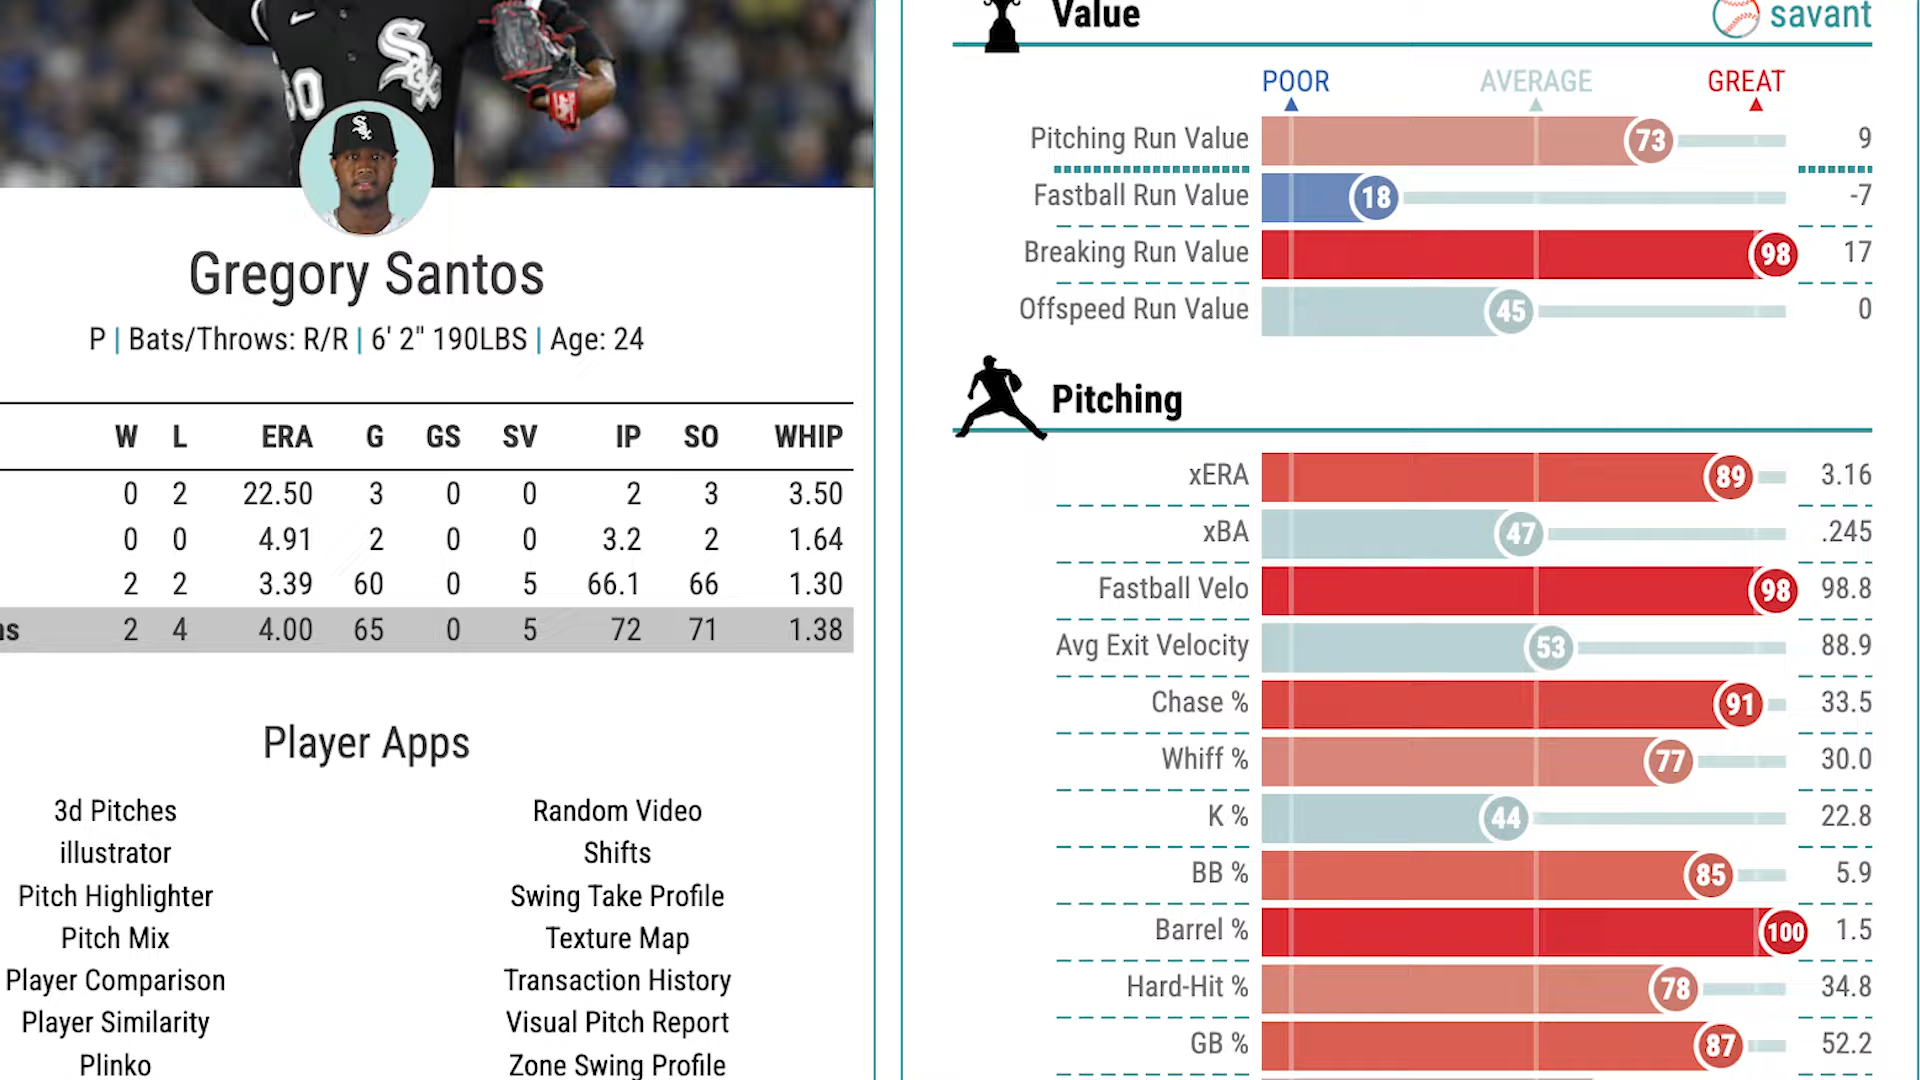 60
Sox
Gregory Santos
P | Bats/Throws: R/R | 6' 2" 190LBS | Age: 24
W L ERA G GS SV IP SO WHIP
0 2 22.50 3 0 0 2 3 3.50
0 0 4.91 2 0 0 3.2 2 1.64
2 2 3.39 60 0 5 66.1 66 1.30
ns 2 4 4.00 65 0 5 72 71 1.38
Player Apps
3d Pitches
illustrator
Pitch Highlighter
Pitch Mix
Player Comparison
Player Similarity
Plinko
Random Video
Shifts
Swing Take Profile
Texture Map
Transaction History
Visual Pitch Report
Zone Swing Profile
Value
savant
POOR AVERAGE GREAT
Pitching Run Value 73 9
Fastball Run Value 18 -7
Breaking Run Value 98 17
Offspeed Run Value 45 0
Pitching
xERA 89 3.16
xBA 47 .245
Fastball Velo 98 98.8
Avg Exit Velocity 53 88.9
Chase % 91 33.5
Whiff % 77 30.0
K % 44 22.8
BB % 85 5.9
Barrel % 100 1.5
Hard-Hit % 78 34.8
GB % 87 52.2